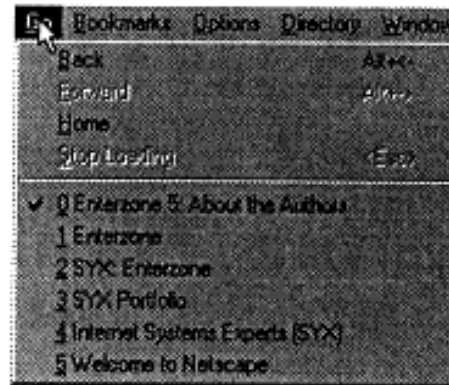 Go Bookmarks Options Directory Window
Back Alt+<-
Forward Alt+->
Home
Stop Loading <Esc>
✓ 0 Enterzone 5: About the Authors
1 Enterzone
2 SYX: Enterzone
3 SYX Portfolio
4 Internet Systems Experts (SYX)
5 Welcome to Netscape